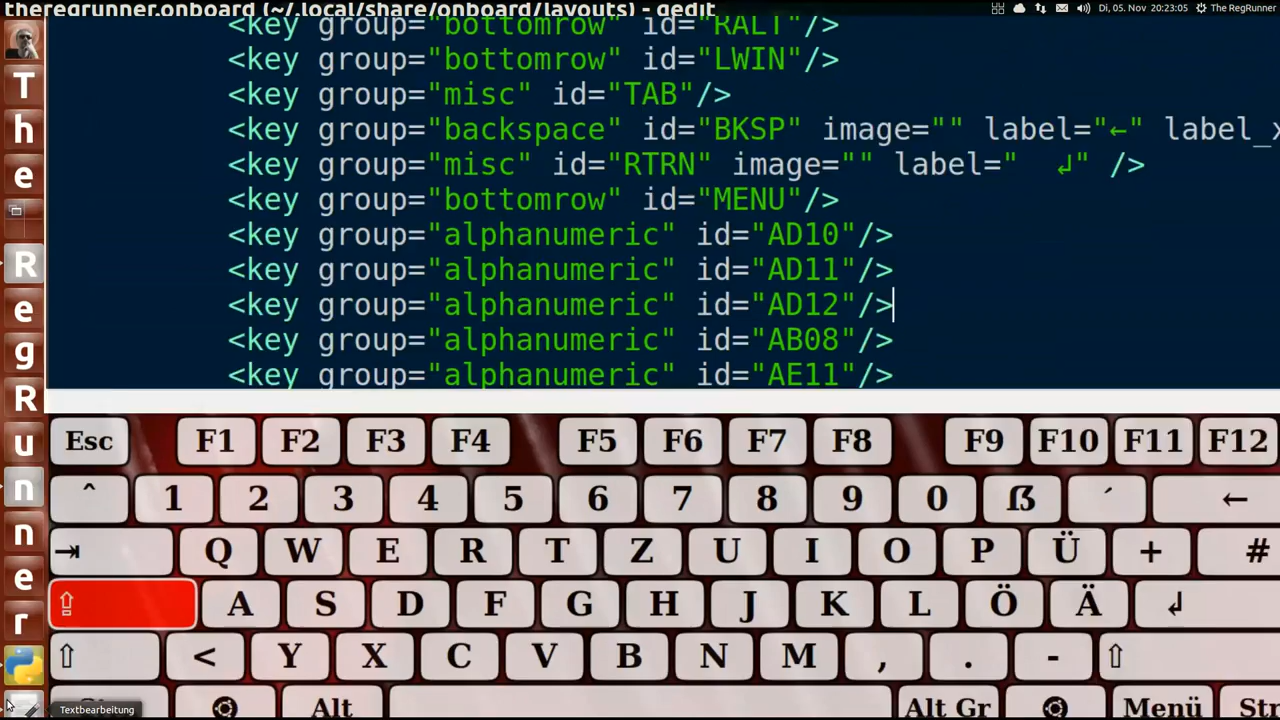 theregrunner.onboard (~/.local/share/onboard/layouts) - gedit
Di, 05. Nov 20:23:05 The RegRunner
<key group="bottomrow" id="RALT"/>
<key group="bottomrow" id="LWIN"/>
<key group="misc" id="TAB"/>
<key group="backspace" id="BKSP" image="" label="←" label_
<key group="misc" id="RTRN" image="" label="  ↲" />
<key group="bottomrow" id="MENU"/>
<key group="alphanumeric" id="AD10"/>
<key group="alphanumeric" id="AD11"/>
<key group="alphanumeric" id="AD12"/>
<key group="alphanumeric" id="AB08"/>
<key group="alphanumeric" id="AE11"/>
T
h
e
R
e
g
R
u
n
n
e
r
Textbearbeitung
Esc F1 F2 F3 F4 F5 F6 F7 F8 F9 F10 F11 F12
^ 1 2 3 4 5 6 7 8 9 0 ß ´ ←
⇥ Q W E R T Z U I O P Ü + #
⇪ A S D F G H J K L Ö Ä ↲
⇧ < Y X C V B N M , . - ⇧
Alt Alt Gr Menü